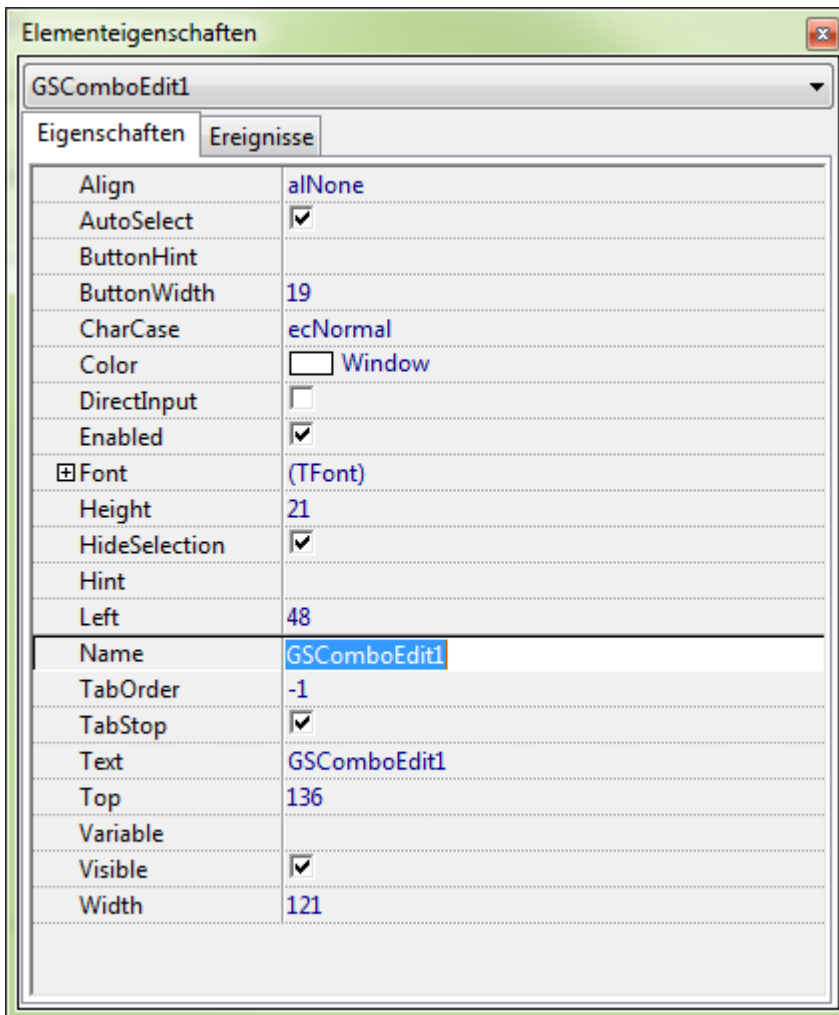 Elementeigenschaften
GSComboEdit1
Eigenschaften Ereignisse
Align alNone
AutoSelect
ButtonHint
ButtonWidth 19
CharCase ecNormal
Color Window
DirectInput
Enabled
Font (TFont)
Height 21
HideSelection
Hint
Left 48
Name GSComboEdit1
TabOrder -1
TabStop
Text GSComboEdit1
Top 136
Variable
Visible
Width 121